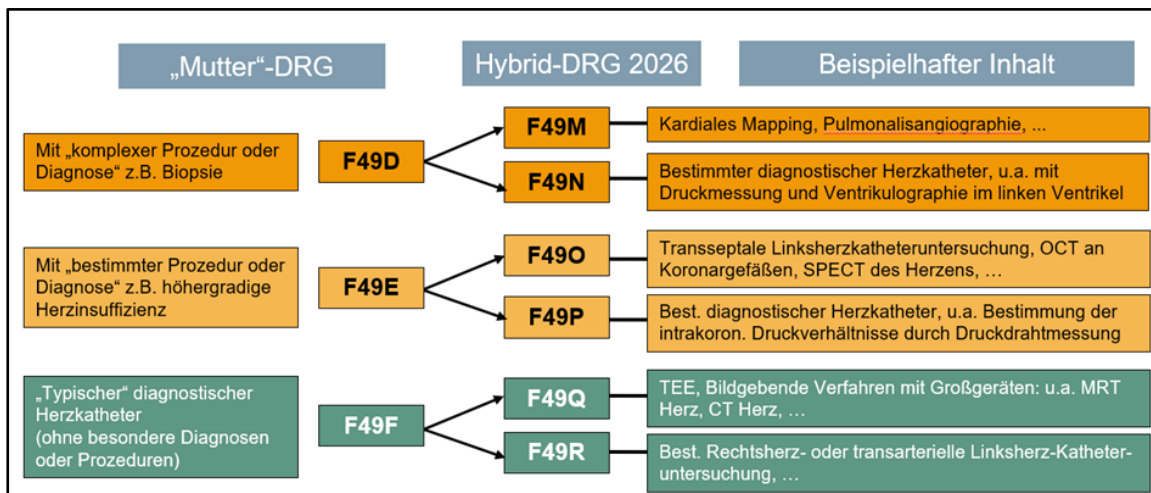 „Mutter“-DRG
Hybrid-DRG 2026
Beispielhafter Inhalt
Mit „komplexer Prozedur oder
Diagnose“ z.B. Biopsie
F49D
F49M
Kardiales Mapping, Pulmonalisangiographie, ...
F49N
Bestimmter diagnostischer Herzkatheter, u.a. mit
Druckmessung und Ventrikulographie im linken Ventrikel
Mit „bestimmter Prozedur oder
Diagnose“ z.B. höhergradige
Herzinsuffizienz
F49E
F49O
Transseptale Linksherzkatheteruntersuchung, OCT an
Koronargefäßen, SPECT des Herzens, …
F49P
Best. diagnostischer Herzkatheter, u.a. Bestimmung der
intrakoron. Druckverhältnisse durch Druckdrahtmessung
„Typischer“ diagnostischer
Herzkatheter
(ohne besondere Diagnosen
oder Prozeduren)
F49F
F49Q
TEE, Bildgebende Verfahren mit Großgeräten: u.a. MRT
Herz, CT Herz, …
F49R
Best. Rechtsherz- oder transarterielle Linksherz-Katheter-
untersuchung, …